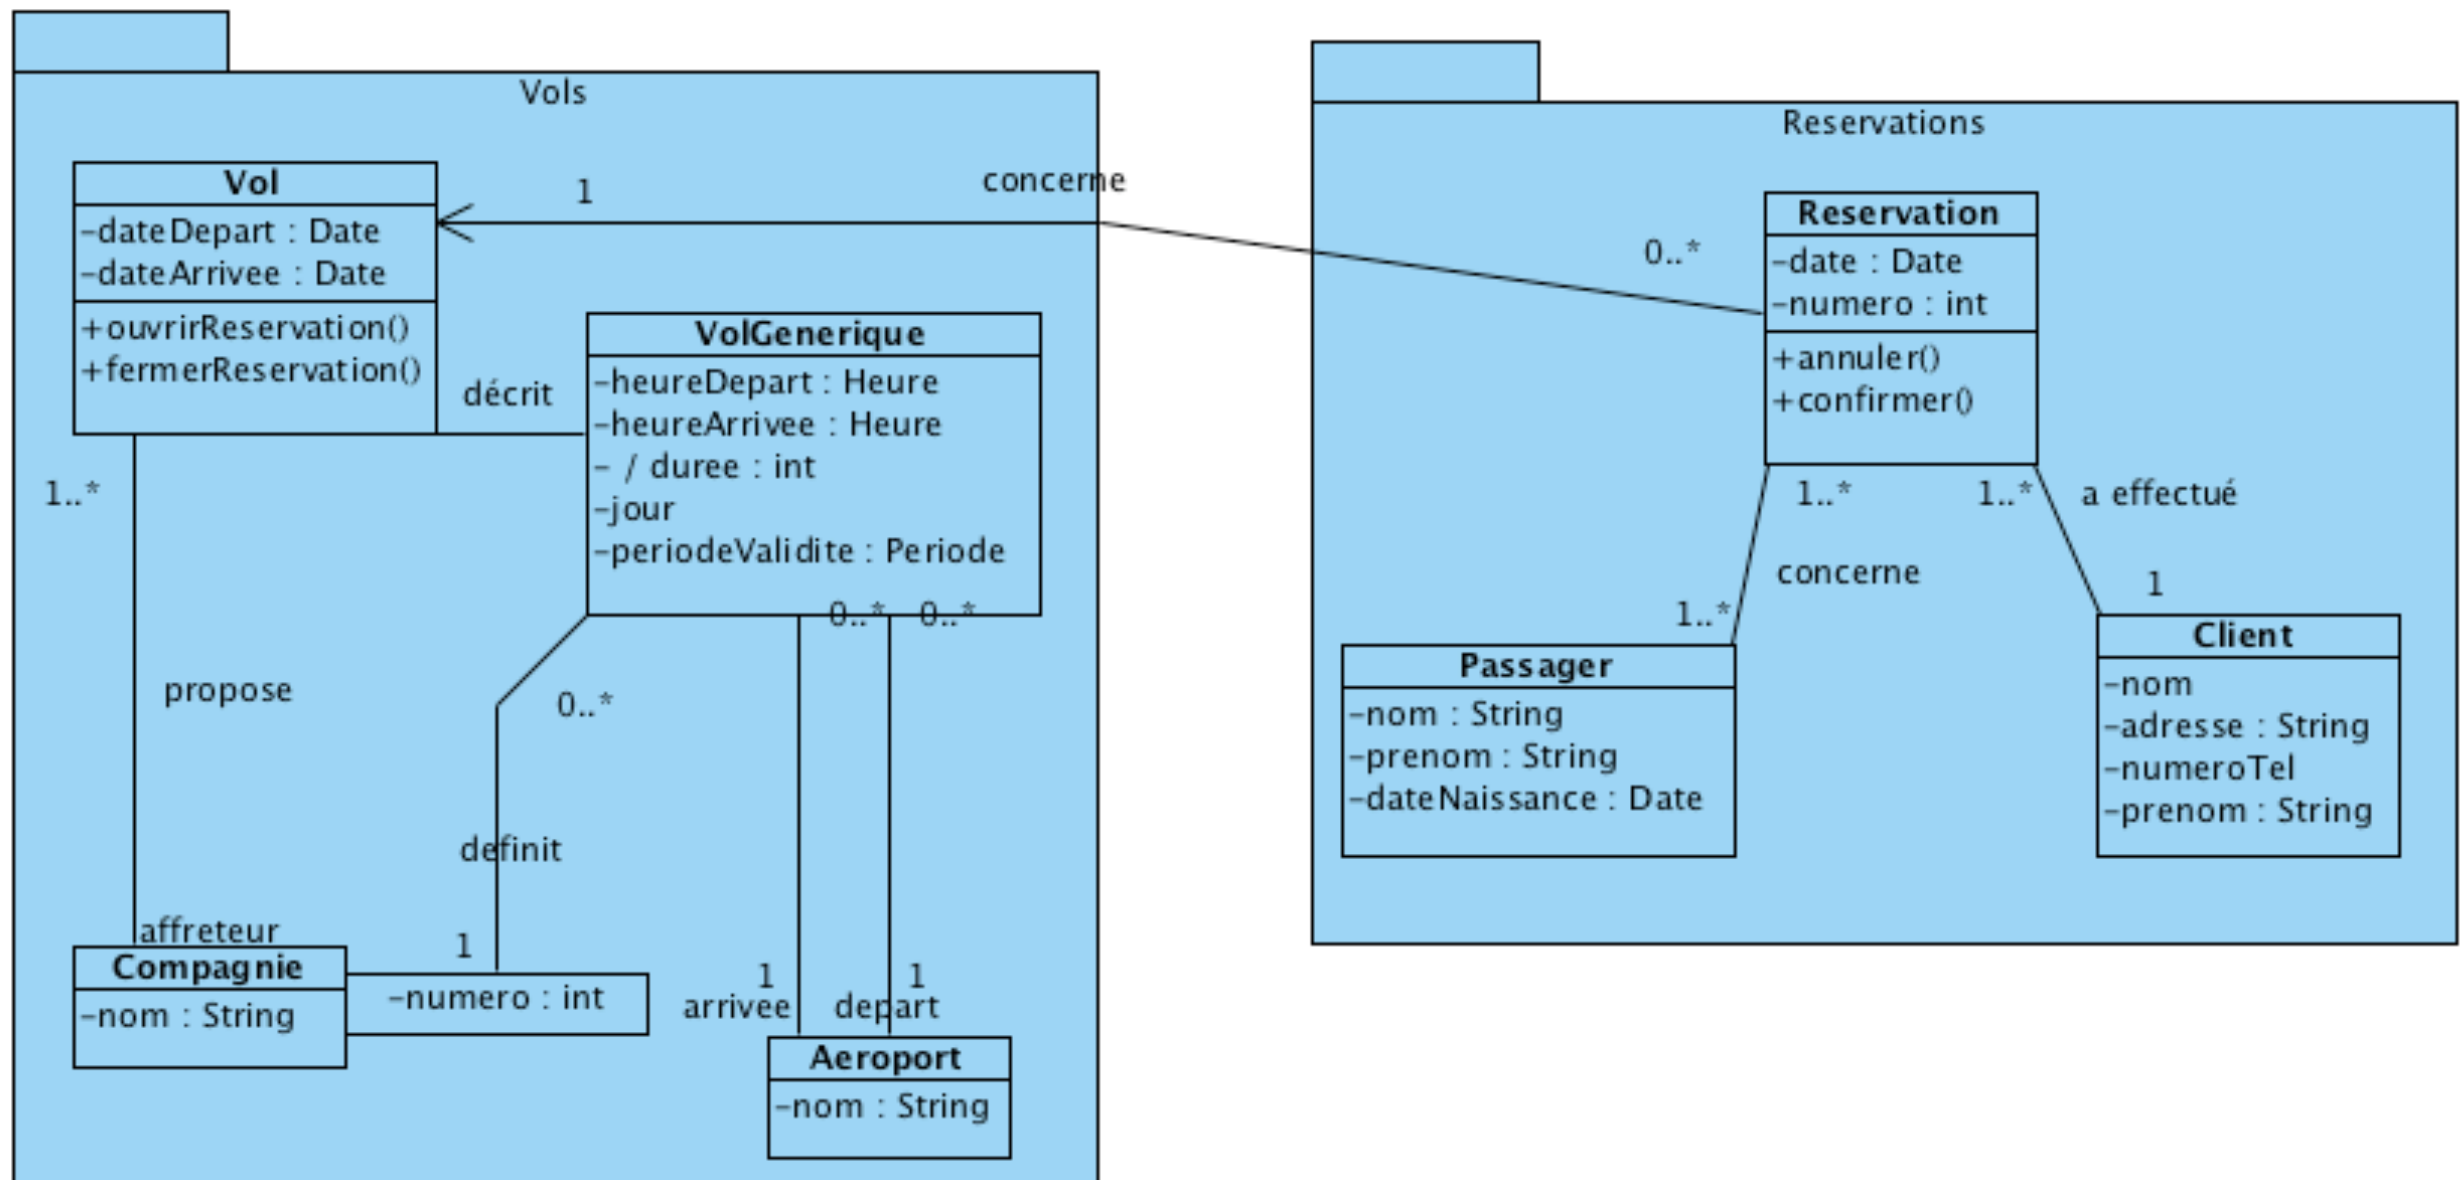 Vols
Vol
-dateDepart : Date
-dateArrivee : Date
+ouvrirReservation()
+fermerReservation()
1
concerne
décrit
VolGenerique
-heureDepart : Heure
-heureArrivee : Heure
- / duree : int
-jour
-periodeValidite : Periode
0..*
0..*
1..*
propose
0..*
definit
affreteur
1
Compagnie
-nom : String
-numero : int
1
1
arrivee
depart
Aeroport
-nom : String
Reservations
0..*
Reservation
-date : Date
-numero : int
+annuler()
+confirmer()
1..*
1..*
a effectué
concerne
1
1..*
Passager
-nom : String
-prenom : String
-dateNaissance : Date
Client
-nom
-adresse : String
-numeroTel
-prenom : String